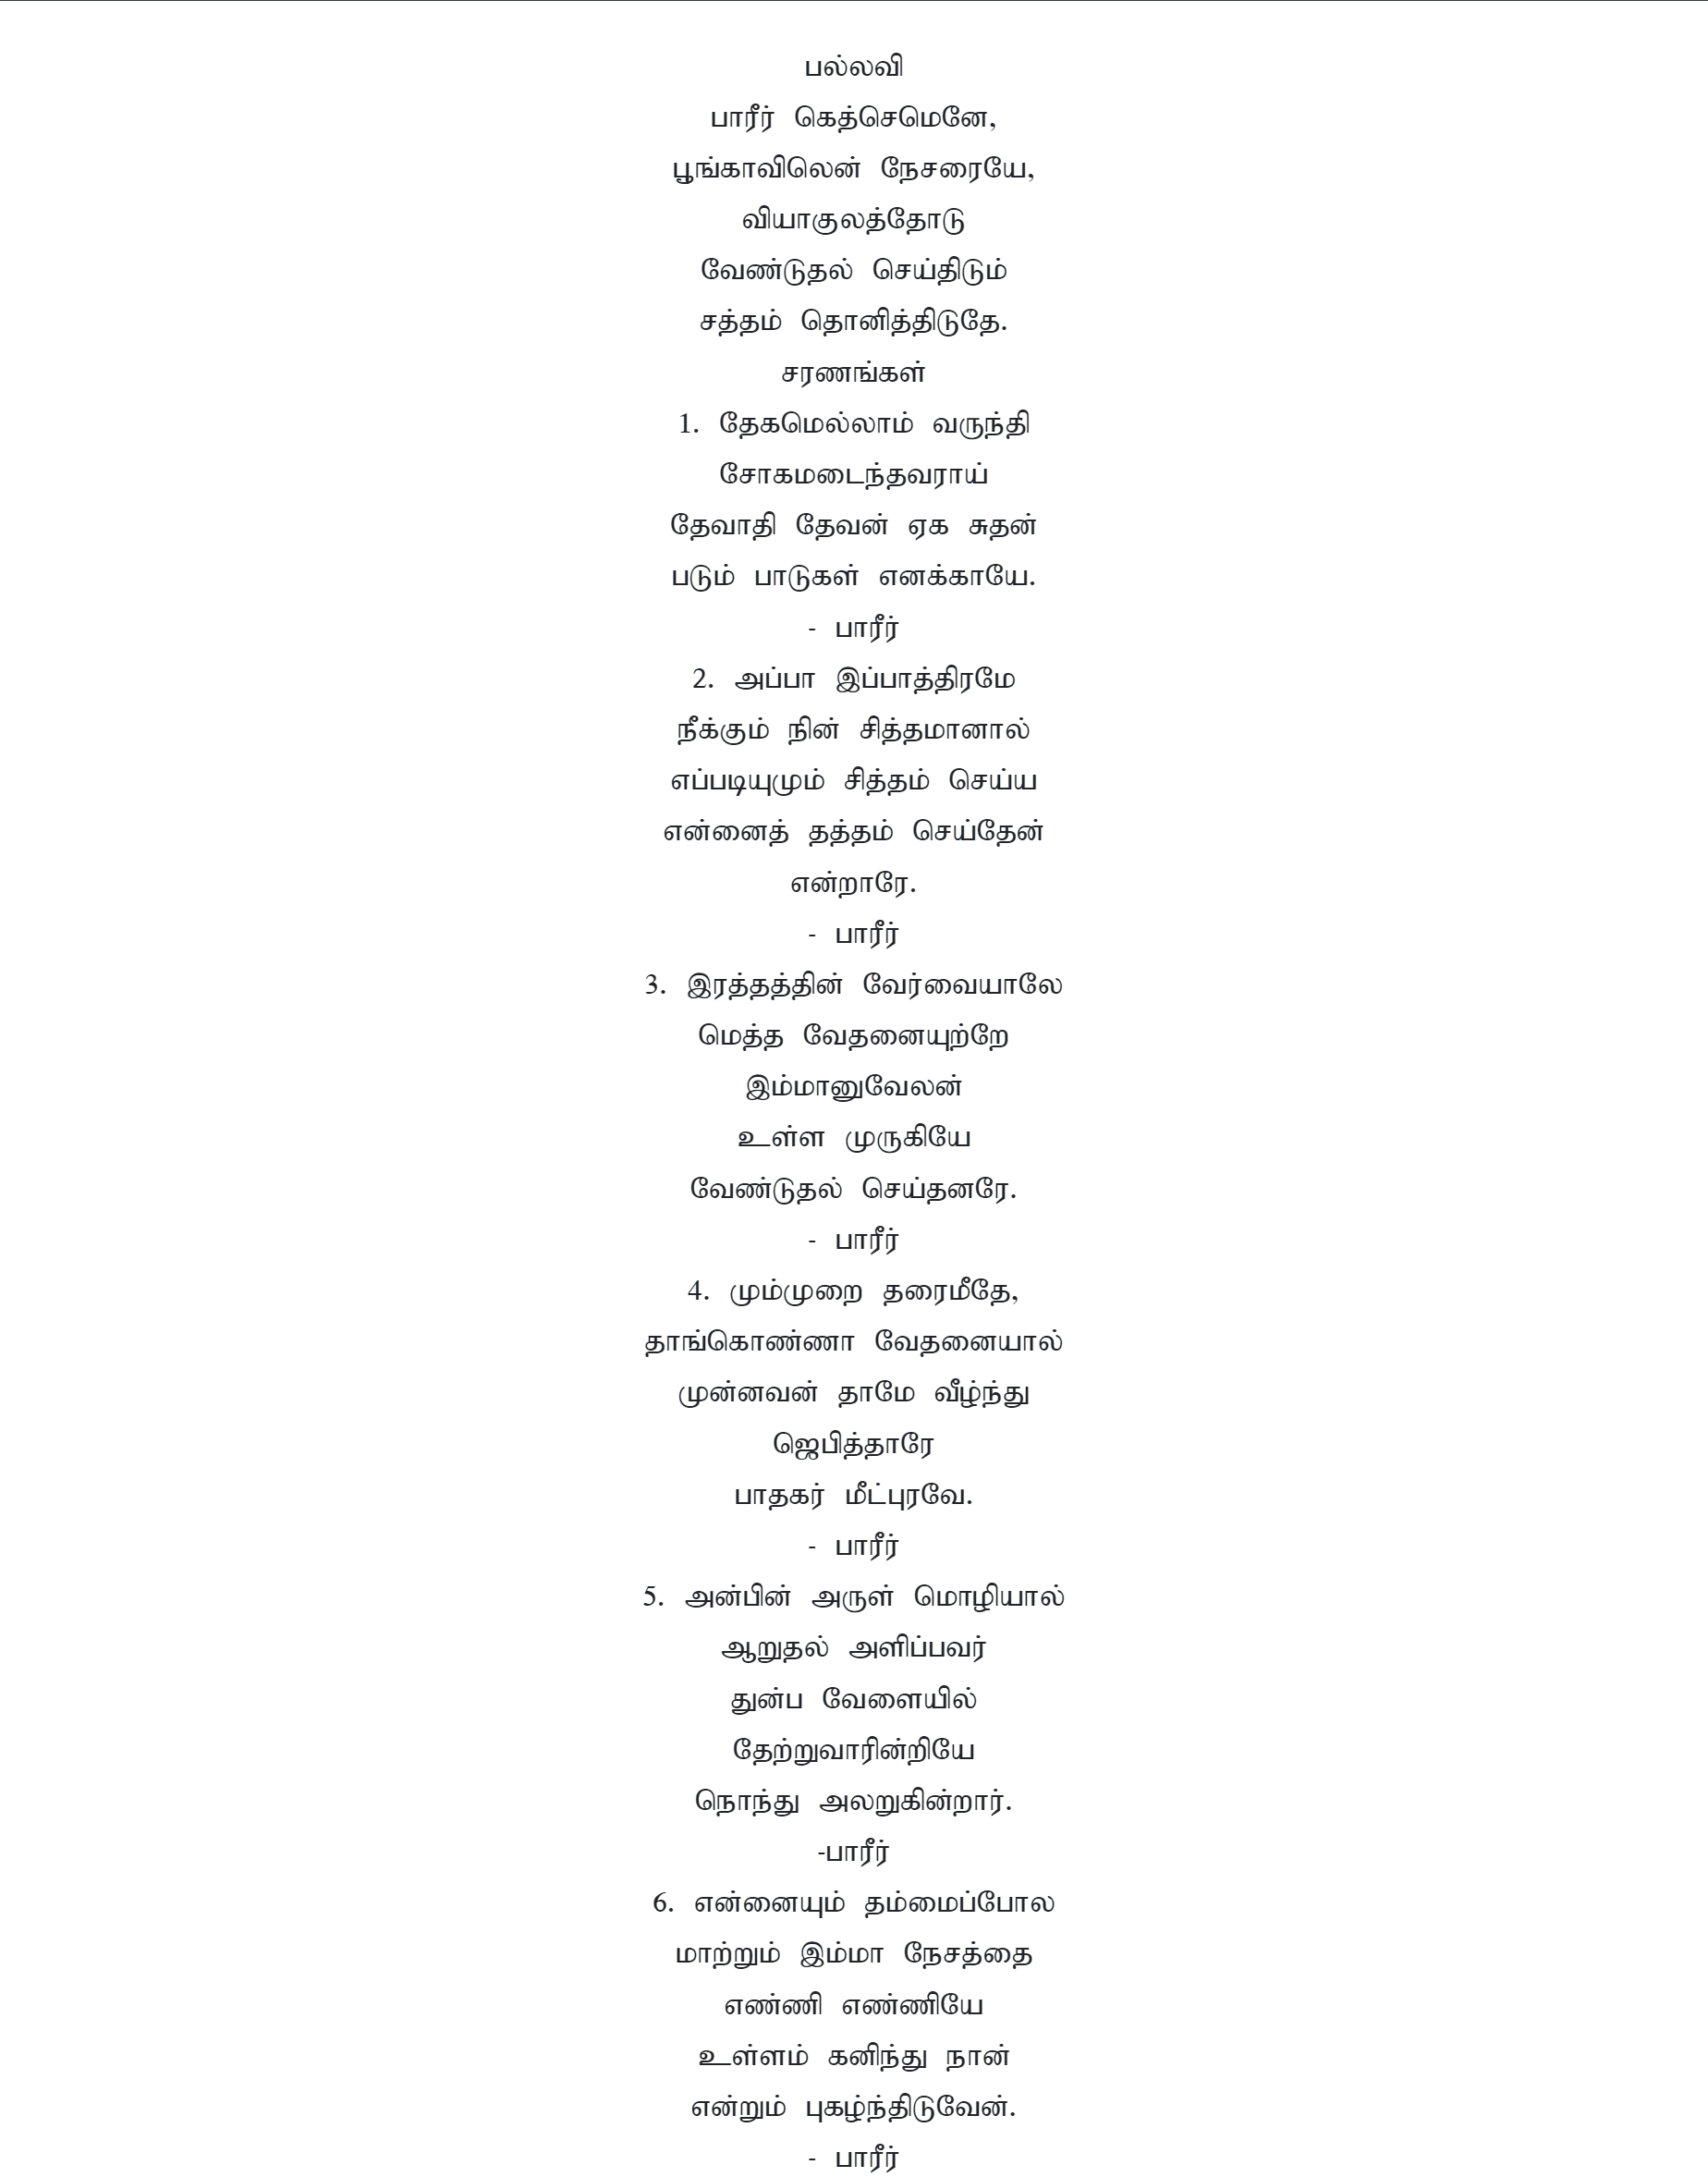 பல்லவி
பாரீர் கெத்செமெனே,
பூங்காவிலென் நேசரையே,
வியாகுலத்தோடு
வேண்டுதல் செய்திடும்
சத்தம் தொனித்திடுதே.
சரணங்கள்
1. தேகமெல்லாம் வருந்தி
சோகமடைந்தவராய்
தேவாதி தேவன் ஏக சுதன்
படும் பாடுகள் எனக்காயே.
- பாரீர்
2. அப்பா இப்பாத்திரமே
நீக்கும் நின் சித்தமானால்
எப்படியுமும் சித்தம் செய்ய
என்னைத் தத்தம் செய்தேன்
என்றாரே.
- பாரீர்
3. இரத்தத்தின் வேர்வையாலே
மெத்த வேதனையுற்றே
இம்மானுவேலன்
உள்ள முருகியே
வேண்டுதல் செய்தனரே.
- பாரீர்
4. மும்முறை தரைமீதே,
தாங்கொண்ணா வேதனையால்
முன்னவன் தாமே வீழ்ந்து
ஜெபித்தாரே
பாதகர் மீட்புரவே.
- பாரீர்
5. அன்பின் அருள் மொழியால்
ஆறுதல் அளிப்பவர்
துன்ப வேளையில்
தேற்றுவாரின்றியே
நொந்து அலறுகின்றார்.
-பாரீர்
6. என்னையும் தம்மைப்போல
மாற்றும் இம்மா நேசத்தை
எண்ணி எண்ணியே
உள்ளம் கனிந்து நான்
என்றும் புகழ்ந்திடுவேன்.
- பாரீர்